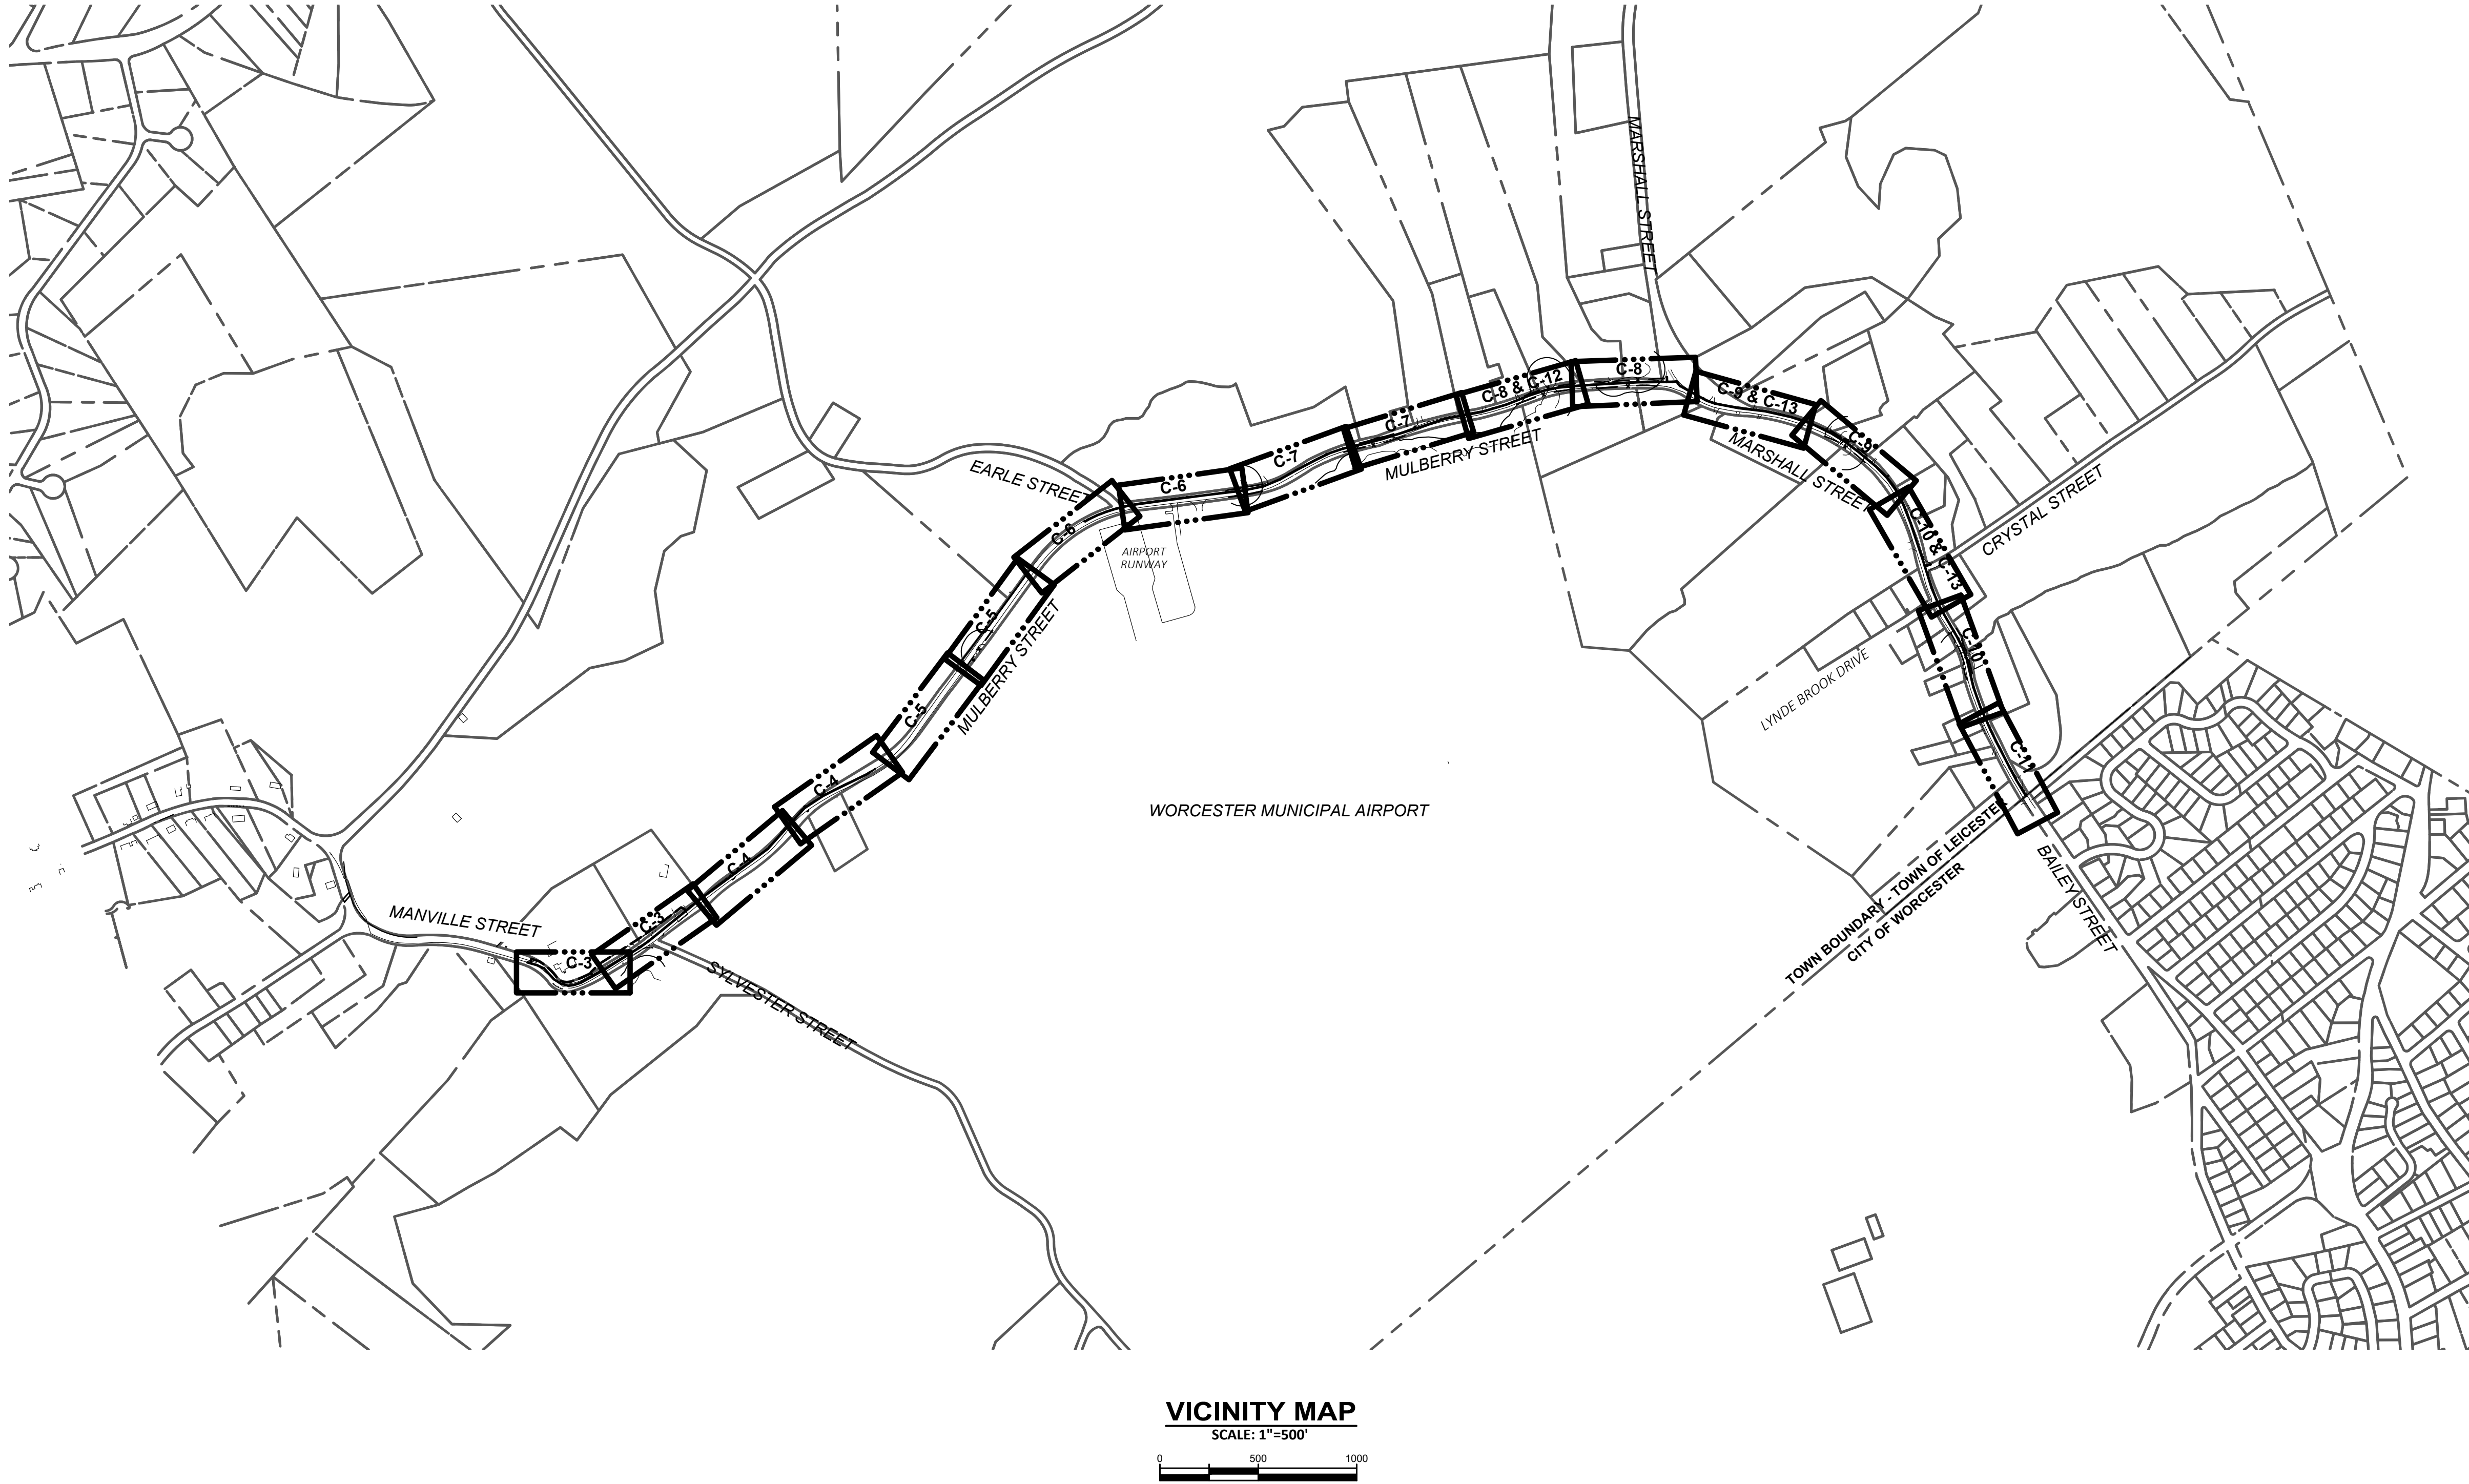 MARSHALL STREET
C-8
C-8 & C-12
C-9 & C-13
C-7
MULBERRY STREET
C-9
MARSHALL STREET
C-7
EARLE STREET
C-6
CRYSTAL STREET
C-10 &
C-13
C-6
AIRPORT
RUNWAY
C-5
MULBERRY STREET
C-10
LYNDE BROOK DRIVE
C-5
C-11
C-4
WORCESTER MUNICIPAL AIRPORT
C-4
TOWN BOUNDARY - TOWN OF LEICESTER
CITY OF WORCESTER
BAILEY STREET
MANVILLE STREET
C-3
C-3
SYLVESTER STREET
VICINITY MAP
SCALE: 1"=500'
0 500 1000